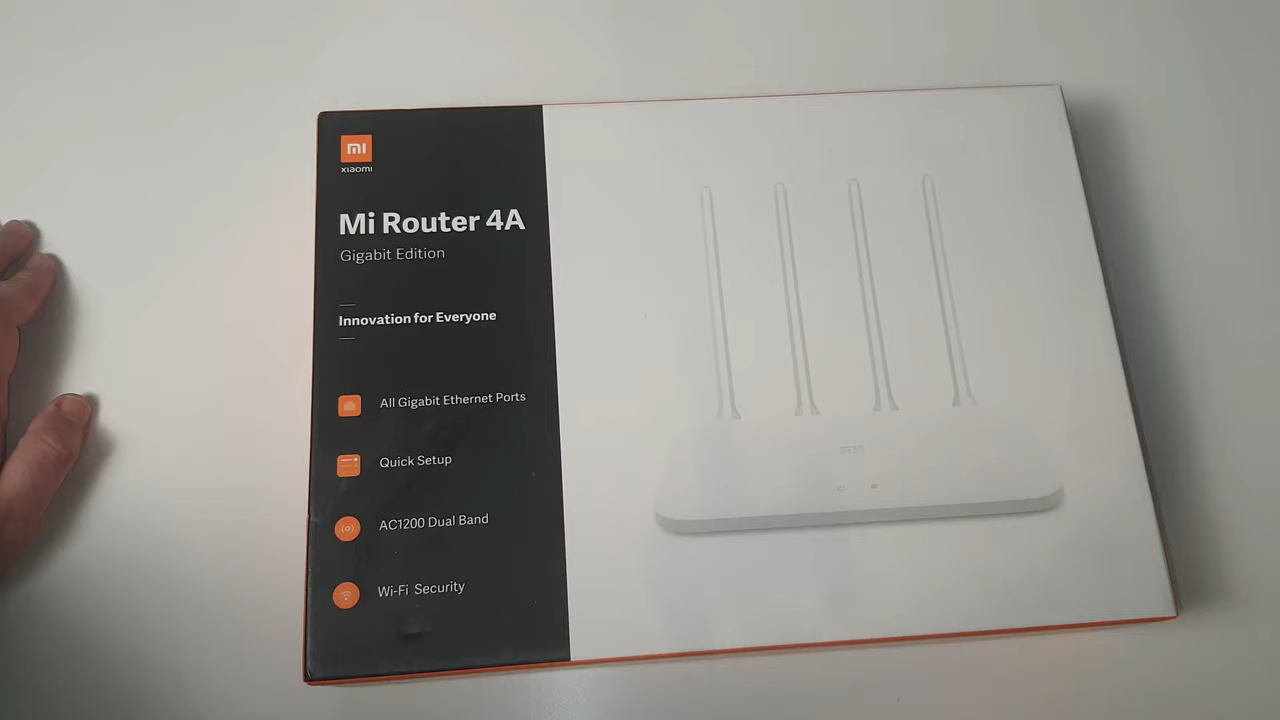 mi
xiaomi
Mi Router 4A
Gigabit Edition
Innovation for Everyone
All Gigabit Ethernet Ports
Quick Setup
AC1200 Dual Band
Wi-Fi Security